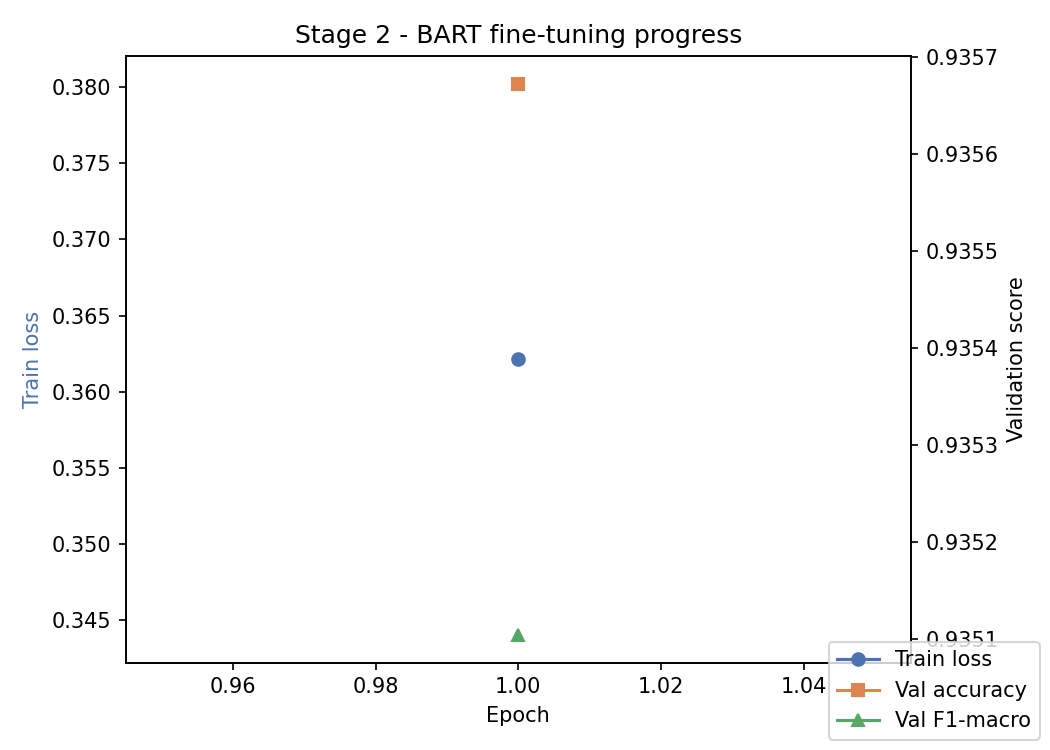 Stage 2 - BART fine-tuning progress
0.380
0.375
0.370
0.365
0.360
0.355
0.350
0.345
Train loss
0.9357
0.9356
0.9355
0.9354
0.9353
0.9352
0.9351
Validation score
0.96
0.98
1.00
1.02
1.04
Epoch
Train loss
Val accuracy
Val F1-macro